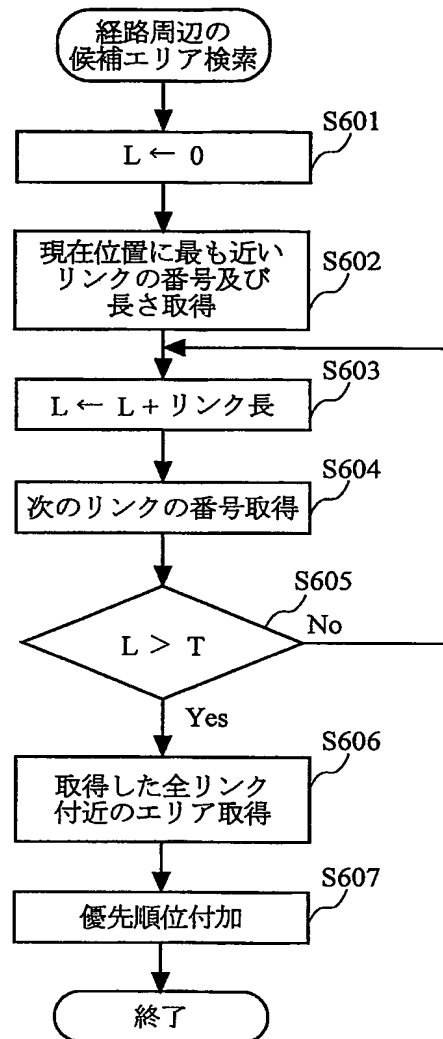 経路周辺の
候補エリア検索
S601
L ← 0
S602
現在位置に最も近い
リンクの番号及び
長さ取得
S603
L ← L + リンク長
S604
次のリンクの番号取得
S605
L > T
No
Yes
S606
取得した全リンク
付近のエリア取得
S607
優先順位付加
終了